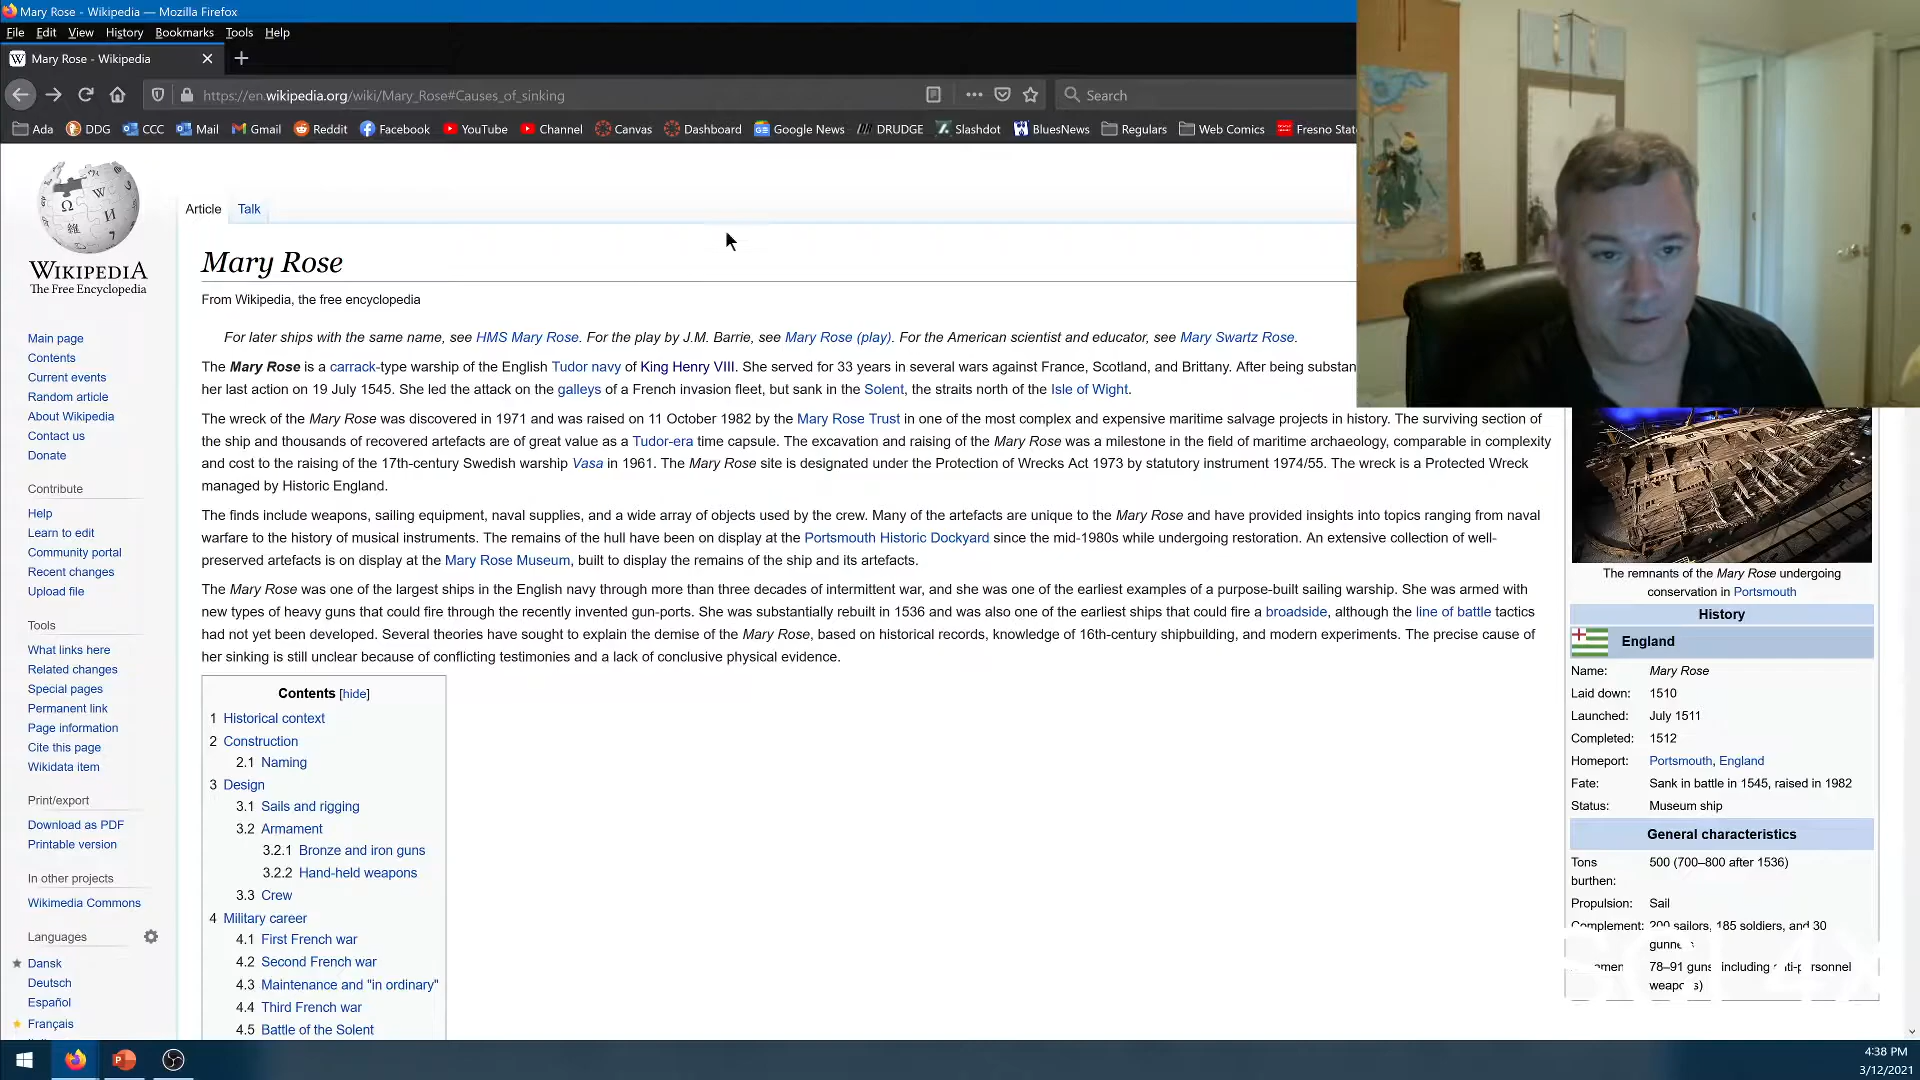 Mary Rose - Wikipedia — Mozilla Firefox
File Edit View History Bookmarks Tools Help
Mary Rose - Wikipedia
https://en.wikipedia.org/wiki/Mary_Rose#Causes_of_sinking
Search
Ada DDG CCC Mail Gmail Reddit Facebook YouTube Channel Canvas Dashboard Google News DRUDGE Slashdot BluesNews Regulars Web Comics Fresno Stat
WIKIPEDIA
The Free Encyclopedia
Main page
Contents
Current events
Random article
About Wikipedia
Contact us
Donate
Contribute
Help
Learn to edit
Community portal
Recent changes
Upload file
Tools
What links here
Related changes
Special pages
Permanent link
Page information
Cite this page
Wikidata item
Print/export
Download as PDF
Printable version
In other projects
Wikimedia Commons
Languages
Dansk
Deutsch
Español
Français
Article Talk
Mary Rose
From Wikipedia, the free encyclopedia
For later ships with the same name, see HMS Mary Rose. For the play by J.M. Barrie, see Mary Rose (play). For the American scientist and educator, see Mary Swartz Rose.
The Mary Rose is a carrack-type warship of the English Tudor navy of King Henry VIII. She served for 33 years in several wars against France, Scotland, and Brittany. After being substan
her last action on 19 July 1545. She led the attack on the galleys of a French invasion fleet, but sank in the Solent, the straits north of the Isle of Wight.
The wreck of the Mary Rose was discovered in 1971 and was raised on 11 October 1982 by the Mary Rose Trust in one of the most complex and expensive maritime salvage projects in history. The surviving section of
the ship and thousands of recovered artefacts are of great value as a Tudor-era time capsule. The excavation and raising of the Mary Rose was a milestone in the field of maritime archaeology, comparable in complexity
and cost to the raising of the 17th-century Swedish warship Vasa in 1961. The Mary Rose site is designated under the Protection of Wrecks Act 1973 by statutory instrument 1974/55. The wreck is a Protected Wreck
managed by Historic England.
The finds include weapons, sailing equipment, naval supplies, and a wide array of objects used by the crew. Many of the artefacts are unique to the Mary Rose and have provided insights into topics ranging from naval
warfare to the history of musical instruments. The remains of the hull have been on display at the Portsmouth Historic Dockyard since the mid-1980s while undergoing restoration. An extensive collection of well-
preserved artefacts is on display at the Mary Rose Museum, built to display the remains of the ship and its artefacts.
The Mary Rose was one of the largest ships in the English navy through more than three decades of intermittent war, and she was one of the earliest examples of a purpose-built sailing warship. She was armed with
new types of heavy guns that could fire through the recently invented gun-ports. She was substantially rebuilt in 1536 and was also one of the earliest ships that could fire a broadside, although the line of battle tactics
had not yet been developed. Several theories have sought to explain the demise of the Mary Rose, based on historical records, knowledge of 16th-century shipbuilding, and modern experiments. The precise cause of
her sinking is still unclear because of conflicting testimonies and a lack of conclusive physical evidence.
Contents [hide]
1 Historical context
2 Construction
2.1 Naming
3 Design
3.1 Sails and rigging
3.2 Armament
3.2.1 Bronze and iron guns
3.2.2 Hand-held weapons
3.3 Crew
4 Military career
4.1 First French war
4.2 Second French war
4.3 Maintenance and "in ordinary"
4.4 Third French war
4.5 Battle of the Solent
The remnants of the Mary Rose undergoing
conservation in Portsmouth
History
England
Name: Mary Rose
Laid down: 1510
Launched: July 1511
Completed: 1512
Homeport: Portsmouth, England
Fate: Sank in battle in 1545, raised in 1982
Status: Museum ship
General characteristics
Tons burthen: 500 (700–800 after 1536)
Propulsion: Sail
Complement: 200 sailors, 185 soldiers, and 30
78–91 guns including
4:38 PM
3/12/2021